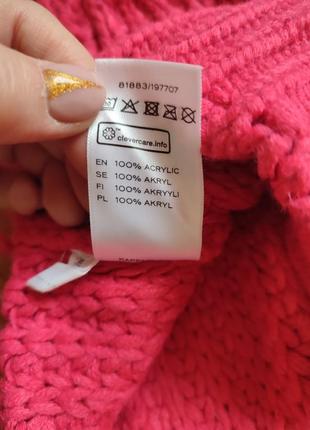 81883/197707
clevercare.info
EN 100% ACRYLIC
SE 100% AKRYL
FI 100% AKRYYLI
PL 100% AKRYL